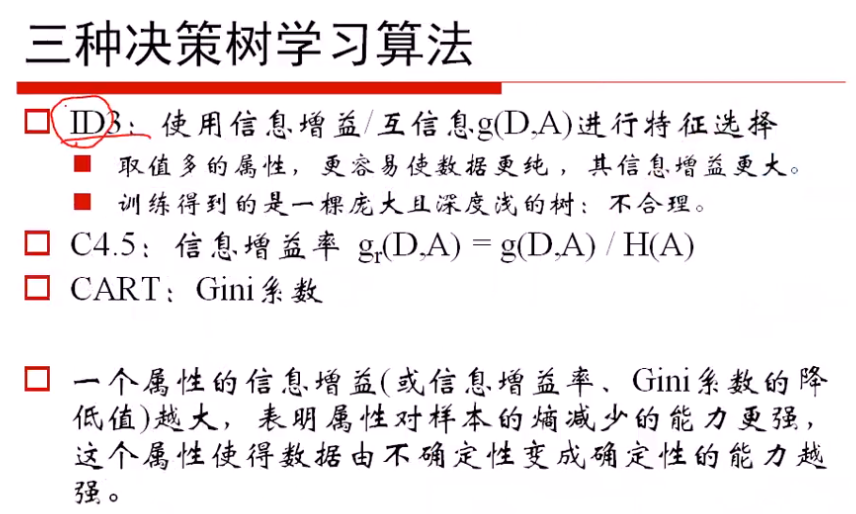 三种决策树学习算法
ID3：使用信息增益/互信息g(D,A)进行特征选择
取值多的属性，更容易使数据更纯，其信息增益更大。
训练得到的是一棵庞大且深度浅的树：不合理。
C4.5：信息增益率 gr(D,A) = g(D,A) / H(A)
CART：Gini系数
一个属性的信息增益(或信息增益率、Gini系数的降
低值)越大，表明属性对样本的熵减少的能力更强，
这个属性使得数据由不确定性变成确定性的能力越
强。